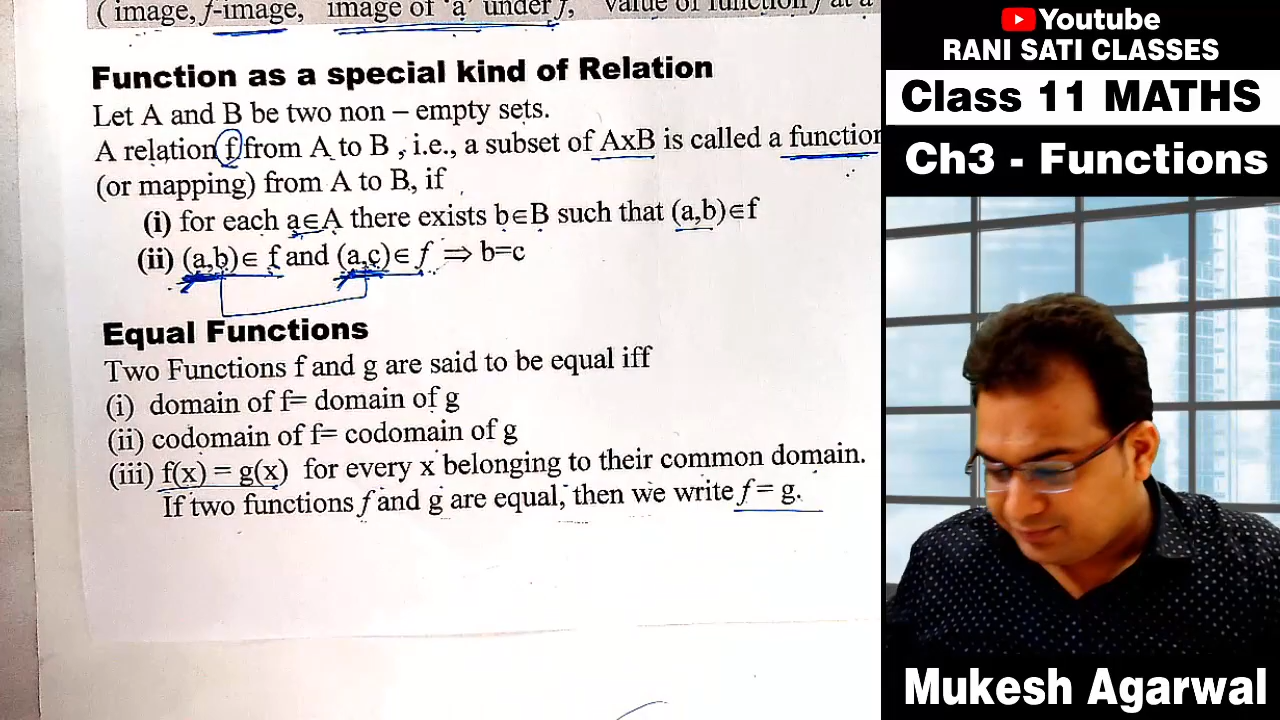 ( image, f-image, image of 'a' under f, value of function f at a
Function as a special kind of Relation
Let A and B be two non – empty sets.
A relation f from A to B , i.e., a subset of AxB is called a function
(or mapping) from A to B, if
(i) for each a∈A there exists b∈B such that (a,b)∈f
(ii) (a,b)∈ f and (a,c)∈ f ⇒ b=c
Equal Functions
Two Functions f and g are said to be equal iff
(i) domain of f= domain of g
(ii) codomain of f= codomain of g
(iii) f(x) = g(x) for every x belonging to their common domain.
If two functions f and g are equal, then we write f = g.
Youtube
RANI SATI CLASSES
Class 11 MATHS
Ch3 - Functions
Mukesh Agarwal